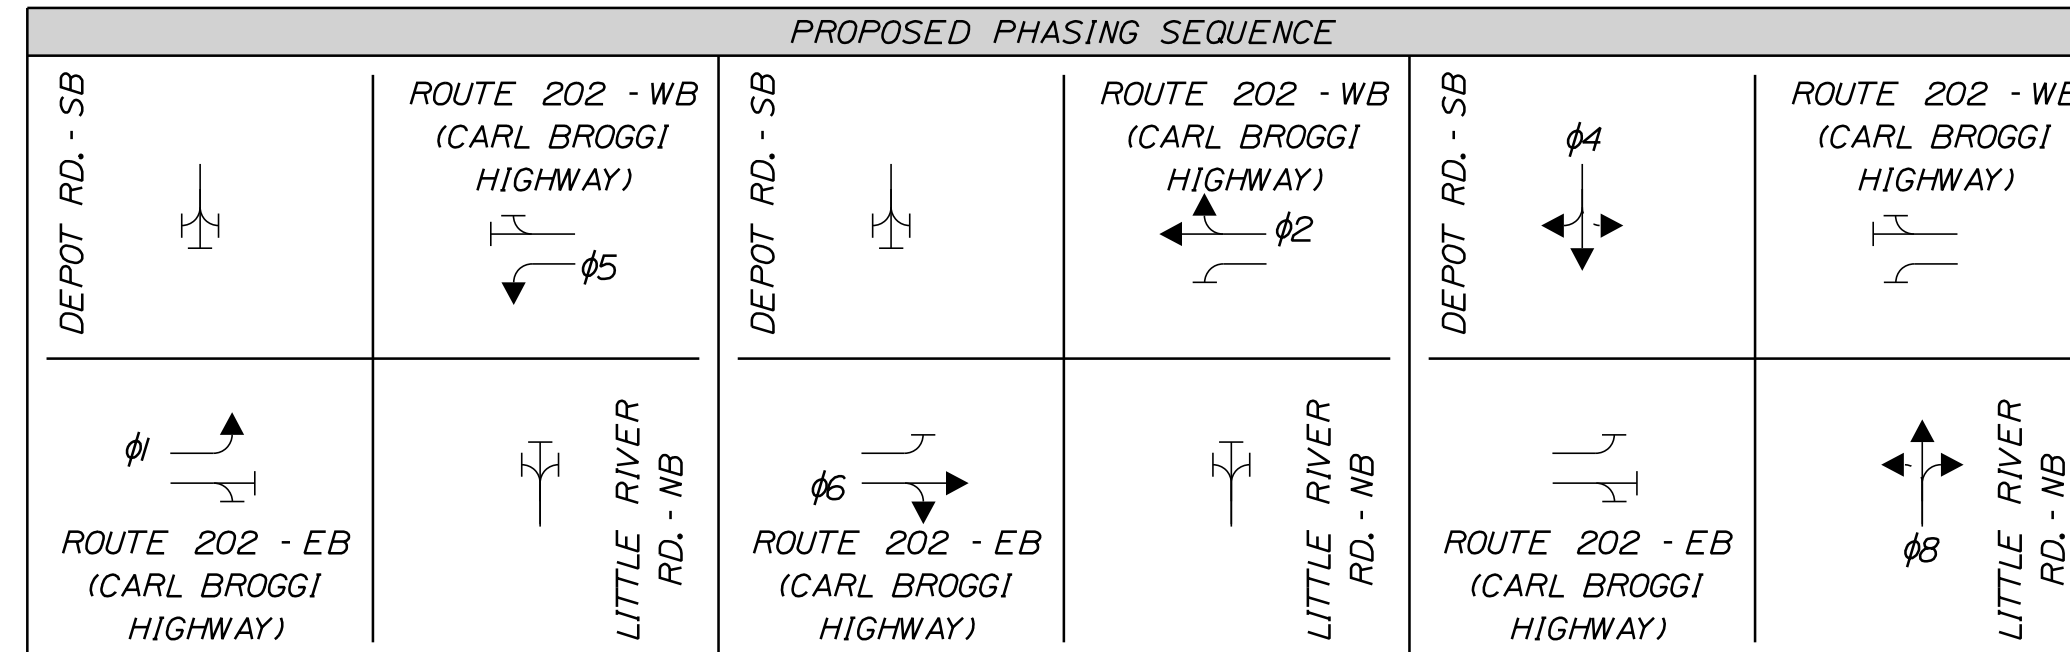 PROPOSED PHASING SEQUENCE
DEPOT RD. - SB
ROUTE 202 - WB
(CARL BROGGI
HIGHWAY)
ϕ5
ϕ1
ROUTE 202 - EB
(CARL BROGGI
HIGHWAY)
LITTLE RIVER
RD. - NB
DEPOT RD. - SB
ROUTE 202 - WB
(CARL BROGGI
HIGHWAY)
ϕ2
ϕ6
ROUTE 202 - EB
(CARL BROGGI
HIGHWAY)
LITTLE RIVER
RD. - NB
DEPOT RD. - SB
ϕ4
ROUTE 202 - WB
(CARL BROGGI
HIGHWAY)
ROUTE 202 - EB
(CARL BROGGI
HIGHWAY)
ϕ8
LITTLE RIVER
RD. - NB